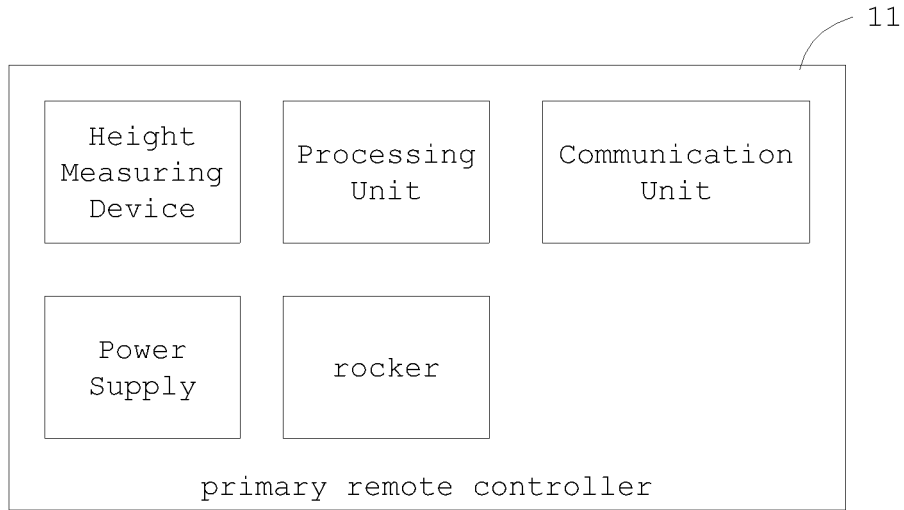 11
Height
Measuring
Device
Processing
Unit
Communication
Unit
Power
Supply
rocker
primary remote controller